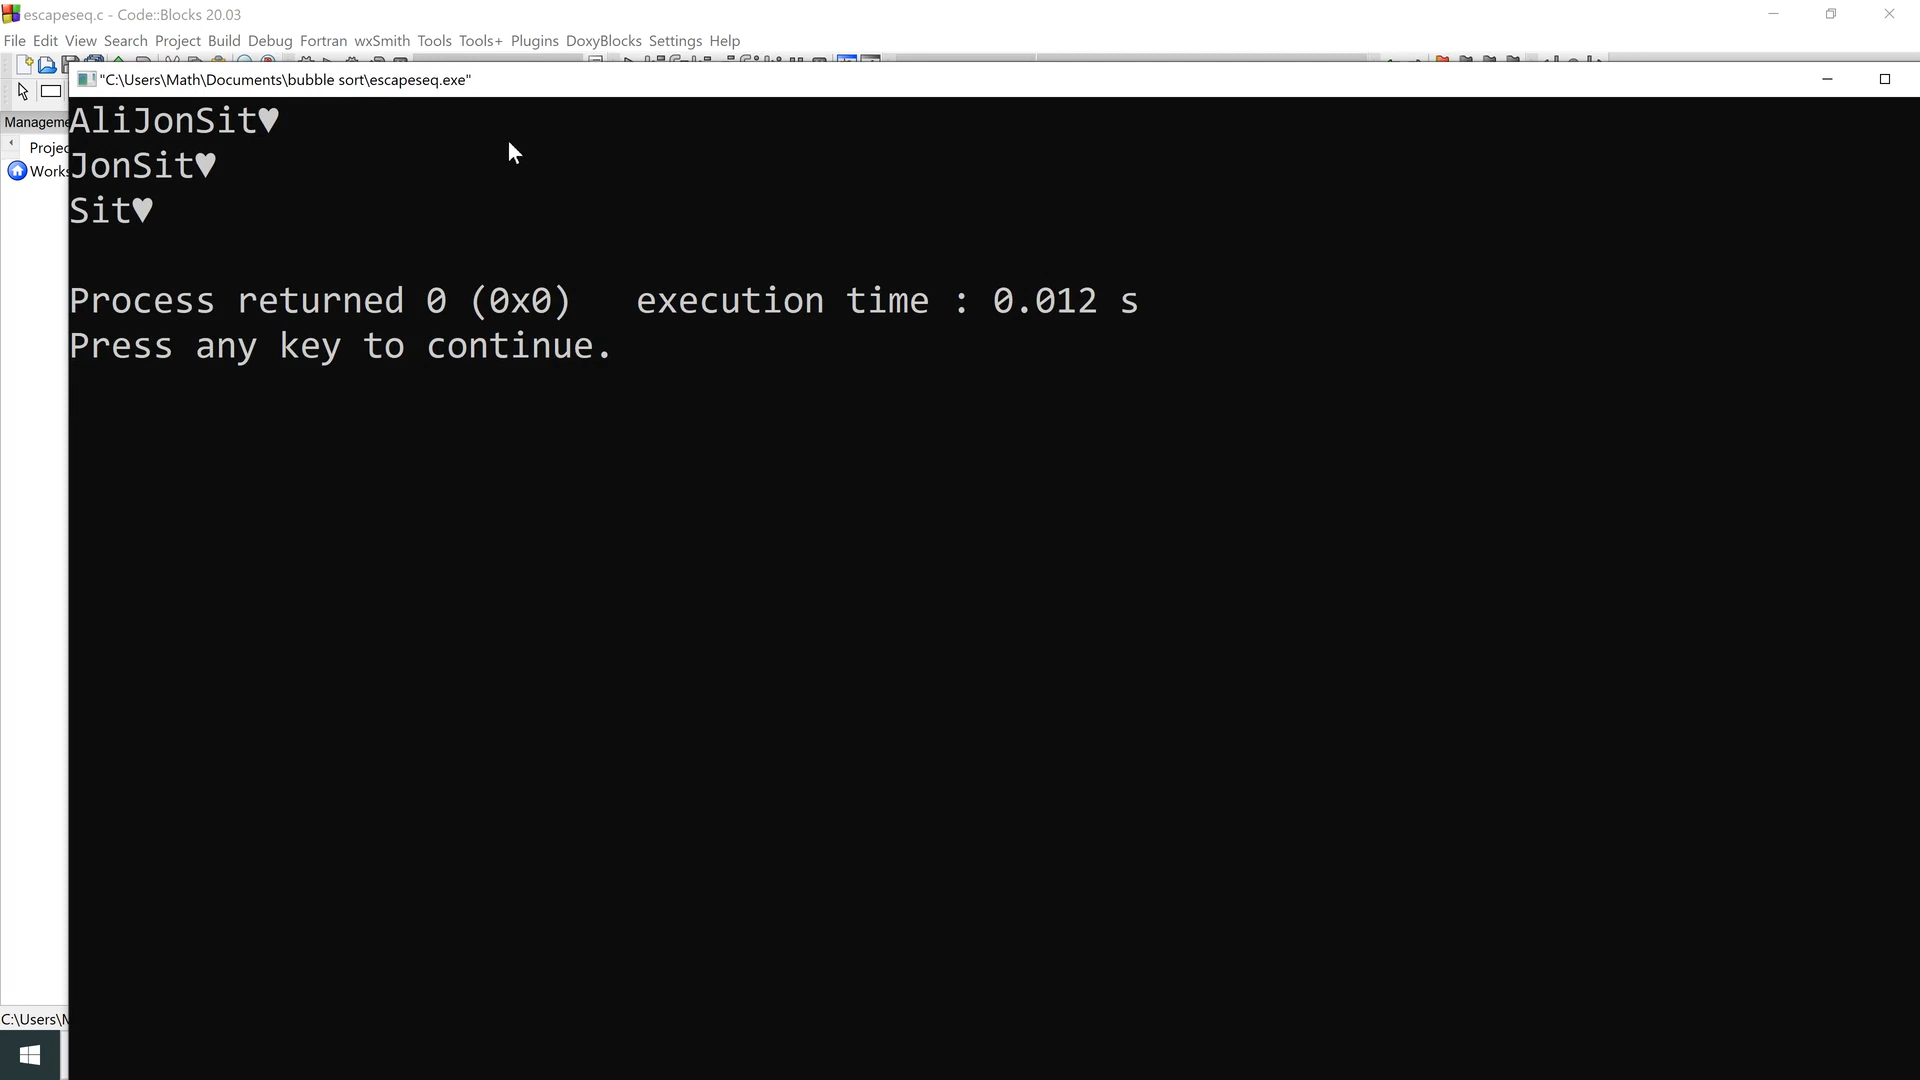 escapeseq.c - Code::Blocks 20.03
File Edit View Search Project Build Debug Fortran wxSmith Tools Tools+ Plugins DoxyBlocks Settings Help
"C:\Users\Math\Documents\bubble sort\escapeseq.exe"
Manageme
Projec
Works
AliJonSit♥
JonSit♥
Sit♥
Process returned 0 (0x0)   execution time : 0.012 s
Press any key to continue.
C:\Users\M